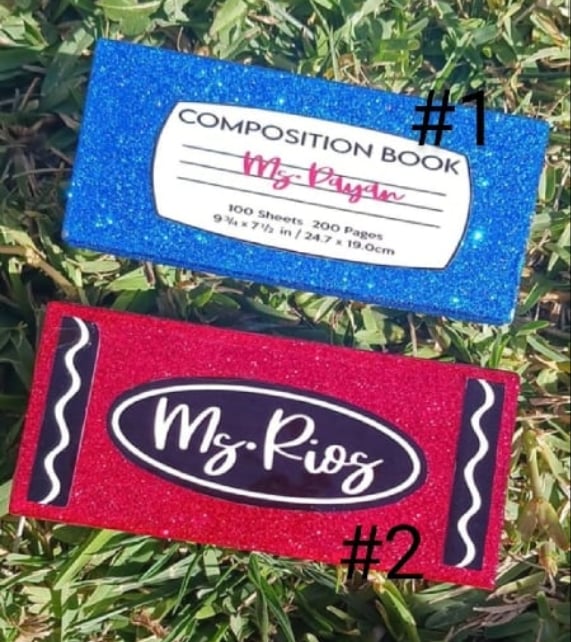 #1
COMPOSITION BOOK
Ms. Dayan
100 Sheets 200 Pages
9 3/4 x 7 1/2 in / 24.7 x 19.0cm
Ms. Rios
#2